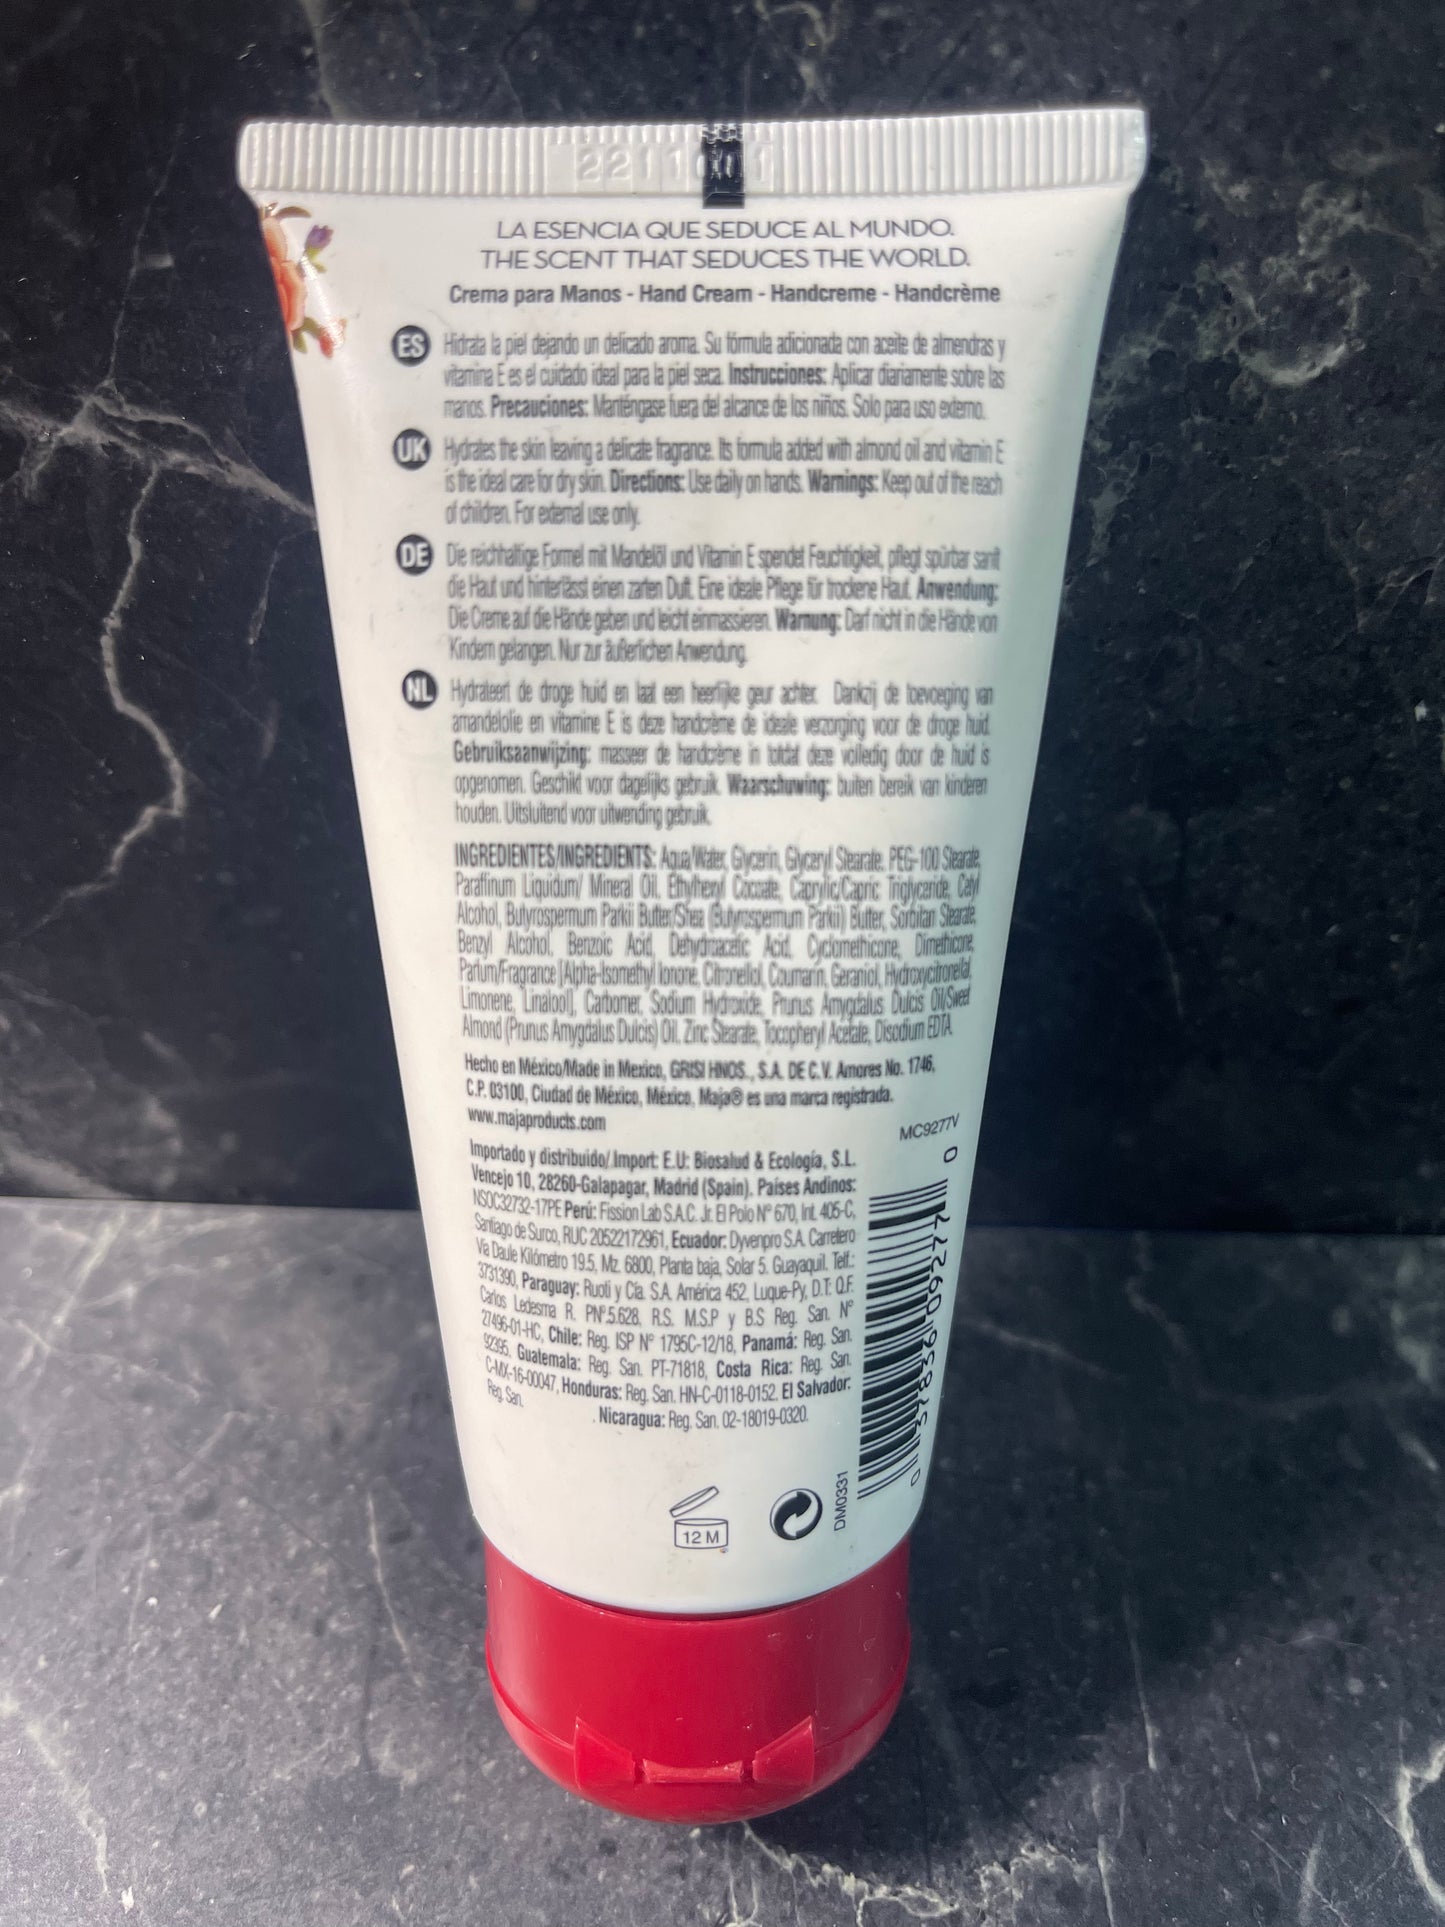 LA ESENCIA QUE SEDUCE AL MUNDO.
THE SCENT THAT SEDUCES THE WORLD.
Crema para Manos - Hand Cream - Handcreme - Handcrème
ES Hidrata la piel dejando un delicado aroma. Su fórmula adicionada con aceite de almendras y
vitamina E es el cuidado ideal para la piel seca. Instrucciones: Aplicar diariamente sobre las
manos. Precauciones: Manténgase fuera del alcance de los niños. Solo para uso externo.
UK Hydrates the skin leaving a delicate fragrance. Its formula added with almond oil and vitamin E
is the ideal care for dry skin. Directions: Use daily on hands. Warnings: Keep out of the reach
of children. For external use only.
DE Die reichhaltige Formel mit Mandelöl und Vitamin E spendet Feuchtigkeit, pflegt spürbar sanft
die Haut und hinterlässt einen zarten Duft. Eine ideale Pflege für trockene Haut. Anwendung:
Die Creme auf die Hände geben und leicht einmassieren. Warnung: Darf nicht in die Hände von
Kindern gelangen. Nur zur äußerlichen Anwendung.
NL Hydrateert de droge huid en laat een heerlijke geur achter. Dankzij de toevoeging van
amandelolie en vitamine E is deze handcrème de ideale verzorging voor de droge huid.
Gebruiksaanwijzing: masseer de handcrème in totdat deze volledig door de huid is
opgenomen. Geschikt voor dagelijks gebruik. Waarschuwing: buiten bereik van kinderen
houden. Uitsluitend voor uitwending gebruik.
INGREDIENTES/INGREDIENTS: Aqua/Water, Glycerin, Glyceryl Stearate, PEG-100 Stearate,
Paraffinum Liquidum/ Mineral Oil, Ethylhexyl Cocoate, Caprylic/Capric Triglyceride, Cetyl
Alcohol, Butyrospermum Parkii Butter/Shea (Butyrospermum Parkii) Butter, Sorbitan Stearate,
Benzyl Alcohol, Benzoic Acid, Dehydroacetic Acid, Cyclomethicone, Dimethicone,
Parfum/Fragrance [Alpha-Isomethyl Ionone, Citronellol, Coumarin, Geraniol, Hydroxycitronellal,
Limonene, Linalool], Carbomer, Sodium Hydroxide, Prunus Amygdalus Dulcis Oil/Sweet
Almond (Prunus Amygdalus Dulcis) Oil. Zinc Stearate, Tocopheryl Acetate, Disodium EDTA.
Hecho en México/Made in Mexico, GRISI HNOS., S.A. DE C.V. Amores No. 1746,
C.P. 03100, Ciudad de México, México, Maja® es una marca registrada.
www.majaproducts.com
MC9277V
Importado y distribuido/ Import: E.U: Biosalud & Ecología, S.L.
Vencejo 10, 28260-Galapagar, Madrid (Spain). Países Andinos:
NSOC32732-17PE Perú: Fission Lab S.A.C. Jr. El Polo N° 670, Int. 405-C,
Santiago de Surco, RUC 20522172961, Ecuador: Dyvenpro S.A. Carretero
Vía Daule Kilómetro 19.5, Mz. 6800, Planta baja, Solar 5. Guayaquil. Telf.:
3731390, Paraguay: Ruoti y Cía. S.A. América 452, Luque-Py, D.T: Q.F.
Carlos Ledesma R. PN°.5.628, R.S. M.S.P y B.S Reg. San. N°
27496-01-HC, Chile: Reg. ISP N° 1795C-12/18, Panamá: Reg. San.
92395, Guatemala: Reg. San. PT-71818, Costa Rica: Reg. San.
C-MX-16-00047, Honduras: Reg. San. HN-C-0118-0152. El Salvador:
Reg. San.
. Nicaragua: Reg. San. 02-18019-0320.
0 37836 09277 0
12 M
DM0331